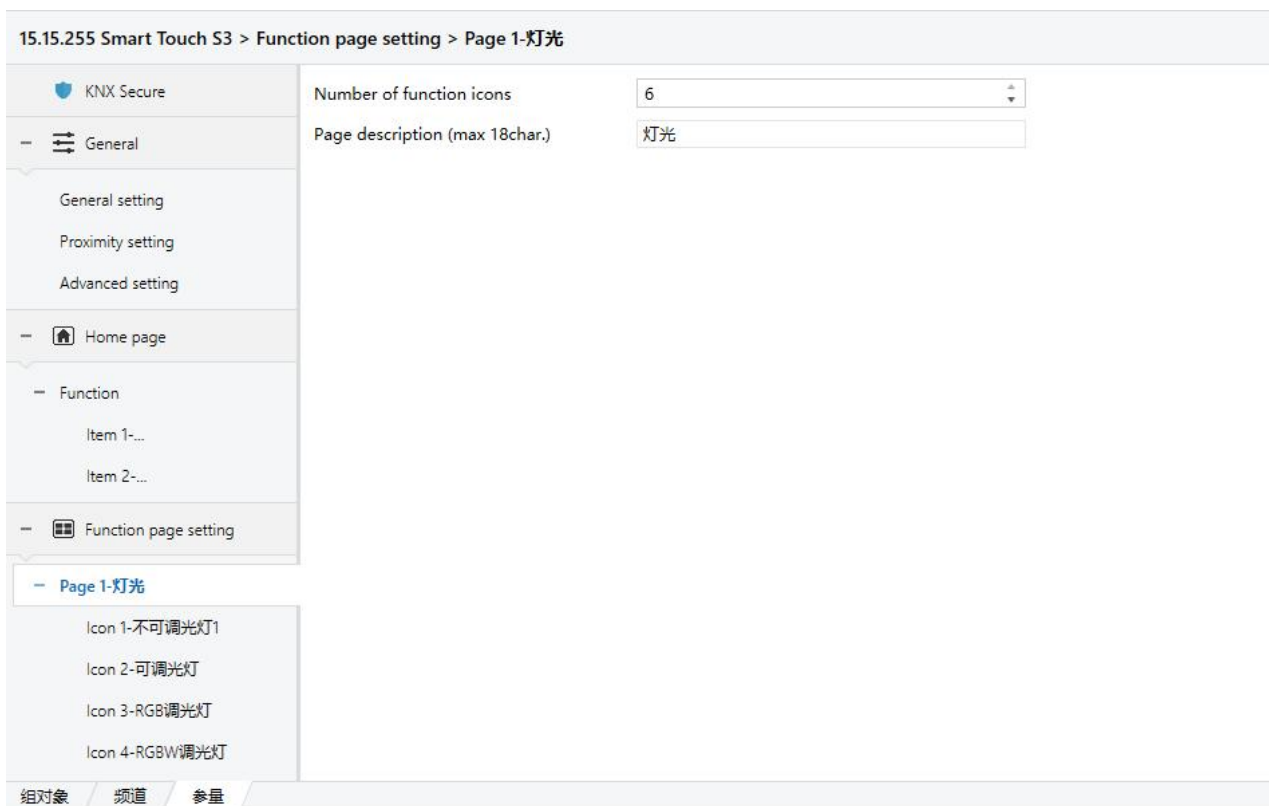 15.15.255 Smart Touch S3 > Function page setting > Page 1-灯光
KNX Secure
General
General setting
Proximity setting
Advanced setting
Home page
Function
Item 1-...
Item 2-...
Function page setting
Page 1-灯光
Icon 1-不可调光灯1
Icon 2-可调光灯
Icon 3-RGB调光灯
Icon 4-RGBW调光灯
Number of function icons 6
Page description (max 18char.) 灯光
组对象 频道 参量